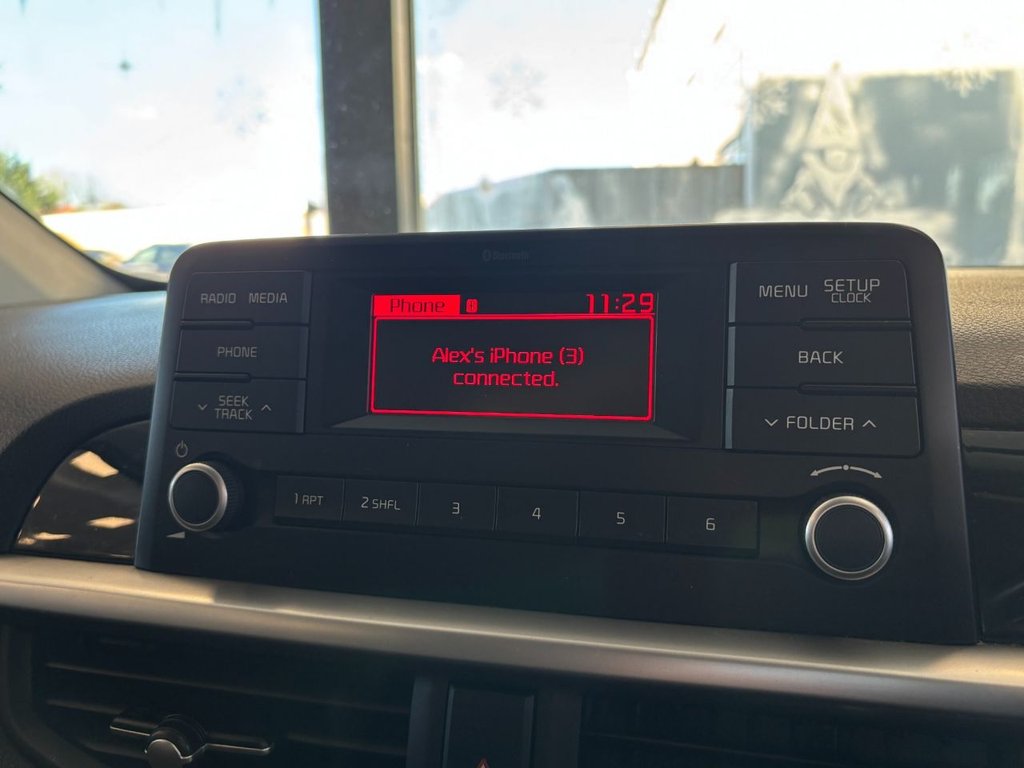 Bluetooth
RADIO MEDIA
PHONE
SEEK
TRACK
Phone 11:29
Alex's iPhone (3)
connected.
MENU SETUP
CLOCK
BACK
FOLDER
1 RPT 2 SHFL 3 4 5 6